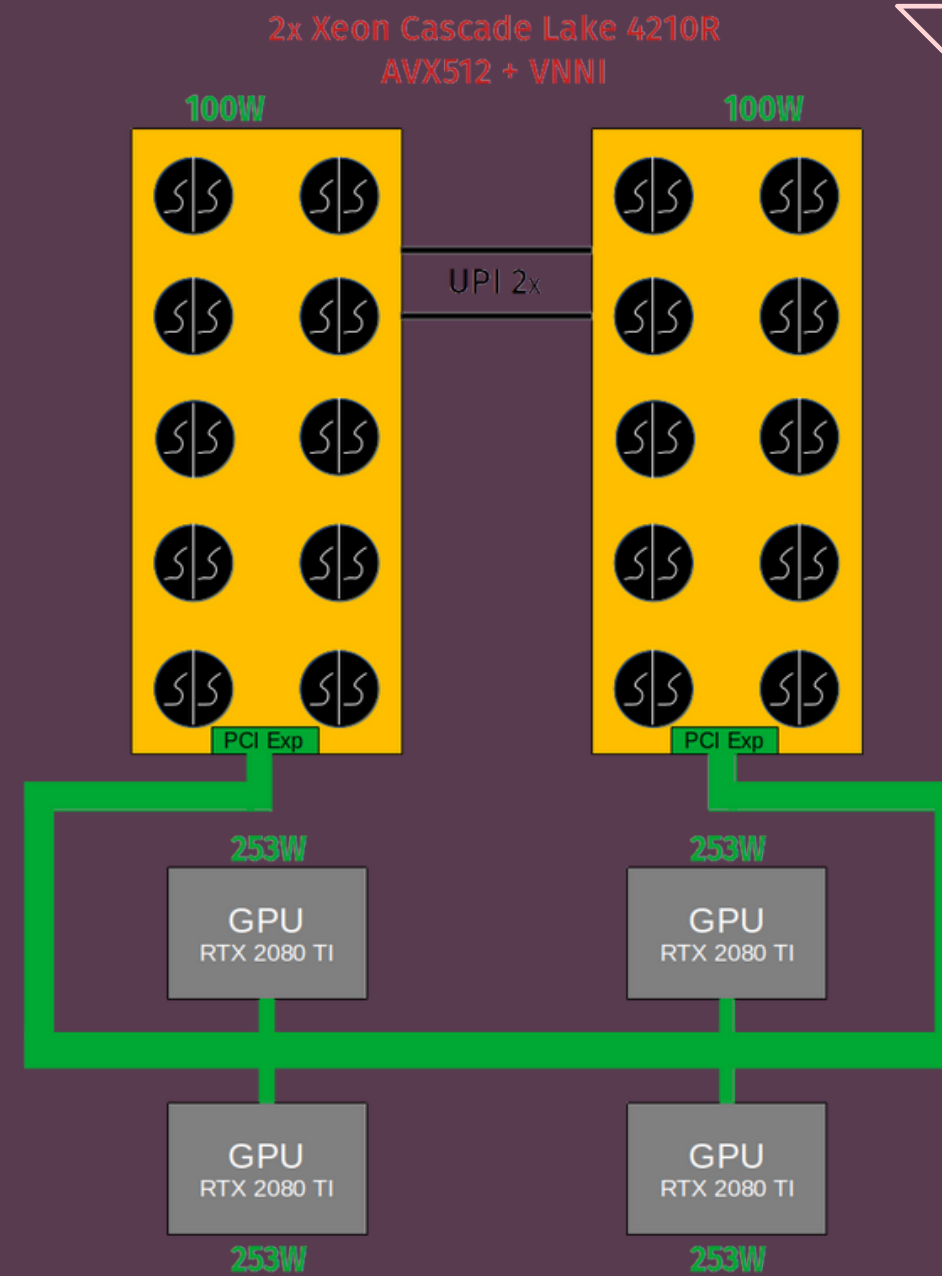 2x Xeon Cascade Lake 4210R
AVX512 + VNNI
100W 100W
UPI 2x
PCI Exp PCI Exp
253W 253W
GPU GPU
RTX 2080 TI RTX 2080 TI
GPU GPU
RTX 2080 TI RTX 2080 TI
253W 253W